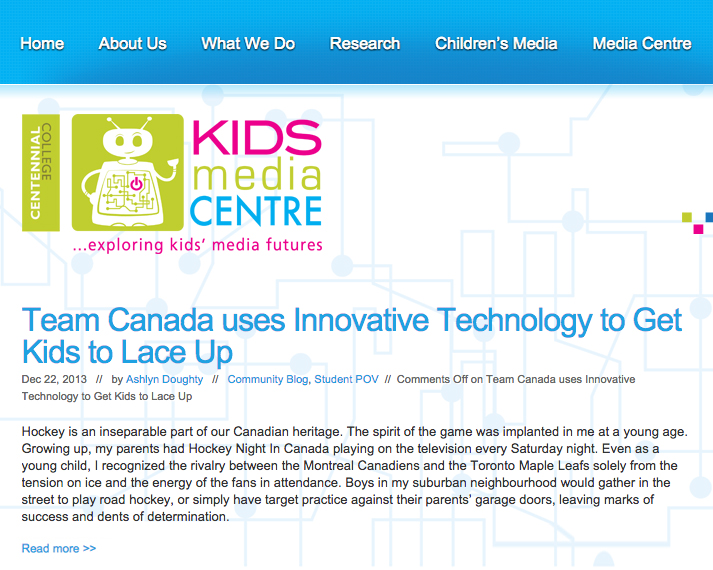 Home About Us What We Do Research Children's Media Media Centre
CENTENNIAL
COLLEGE
KIDS
media
CENTRE
...exploring kids' media futures
Team Canada uses Innovative Technology to Get
Kids to Lace Up
Dec 22, 2013 // by Ashlyn Doughty // Community Blog, Student POV // Comments Off on Team Canada uses Innovative
Technology to Get Kids to Lace Up
Hockey is an inseparable part of our Canadian heritage. The spirit of the game was implanted in me at a young age.
Growing up, my parents had Hockey Night In Canada playing on the television every Saturday night. Even as a
young child, I recognized the rivalry between the Montreal Canadiens and the Toronto Maple Leafs solely from the
tension on ice and the energy of the fans in attendance. Boys in my suburban neighbourhood would gather in the
street to play road hockey, or simply have target practice against their parents' garage doors, leaving marks of
success and dents of determination.
Read more >>